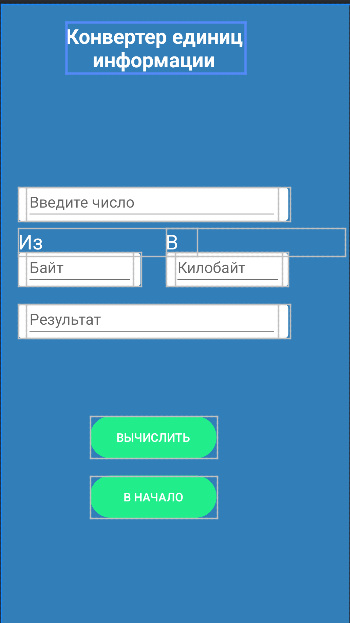 Конвертер единиц
информации
Введите число
Из В
Байт Килобайт
Результат
ВЫЧИСЛИТЬ
В НАЧАЛО